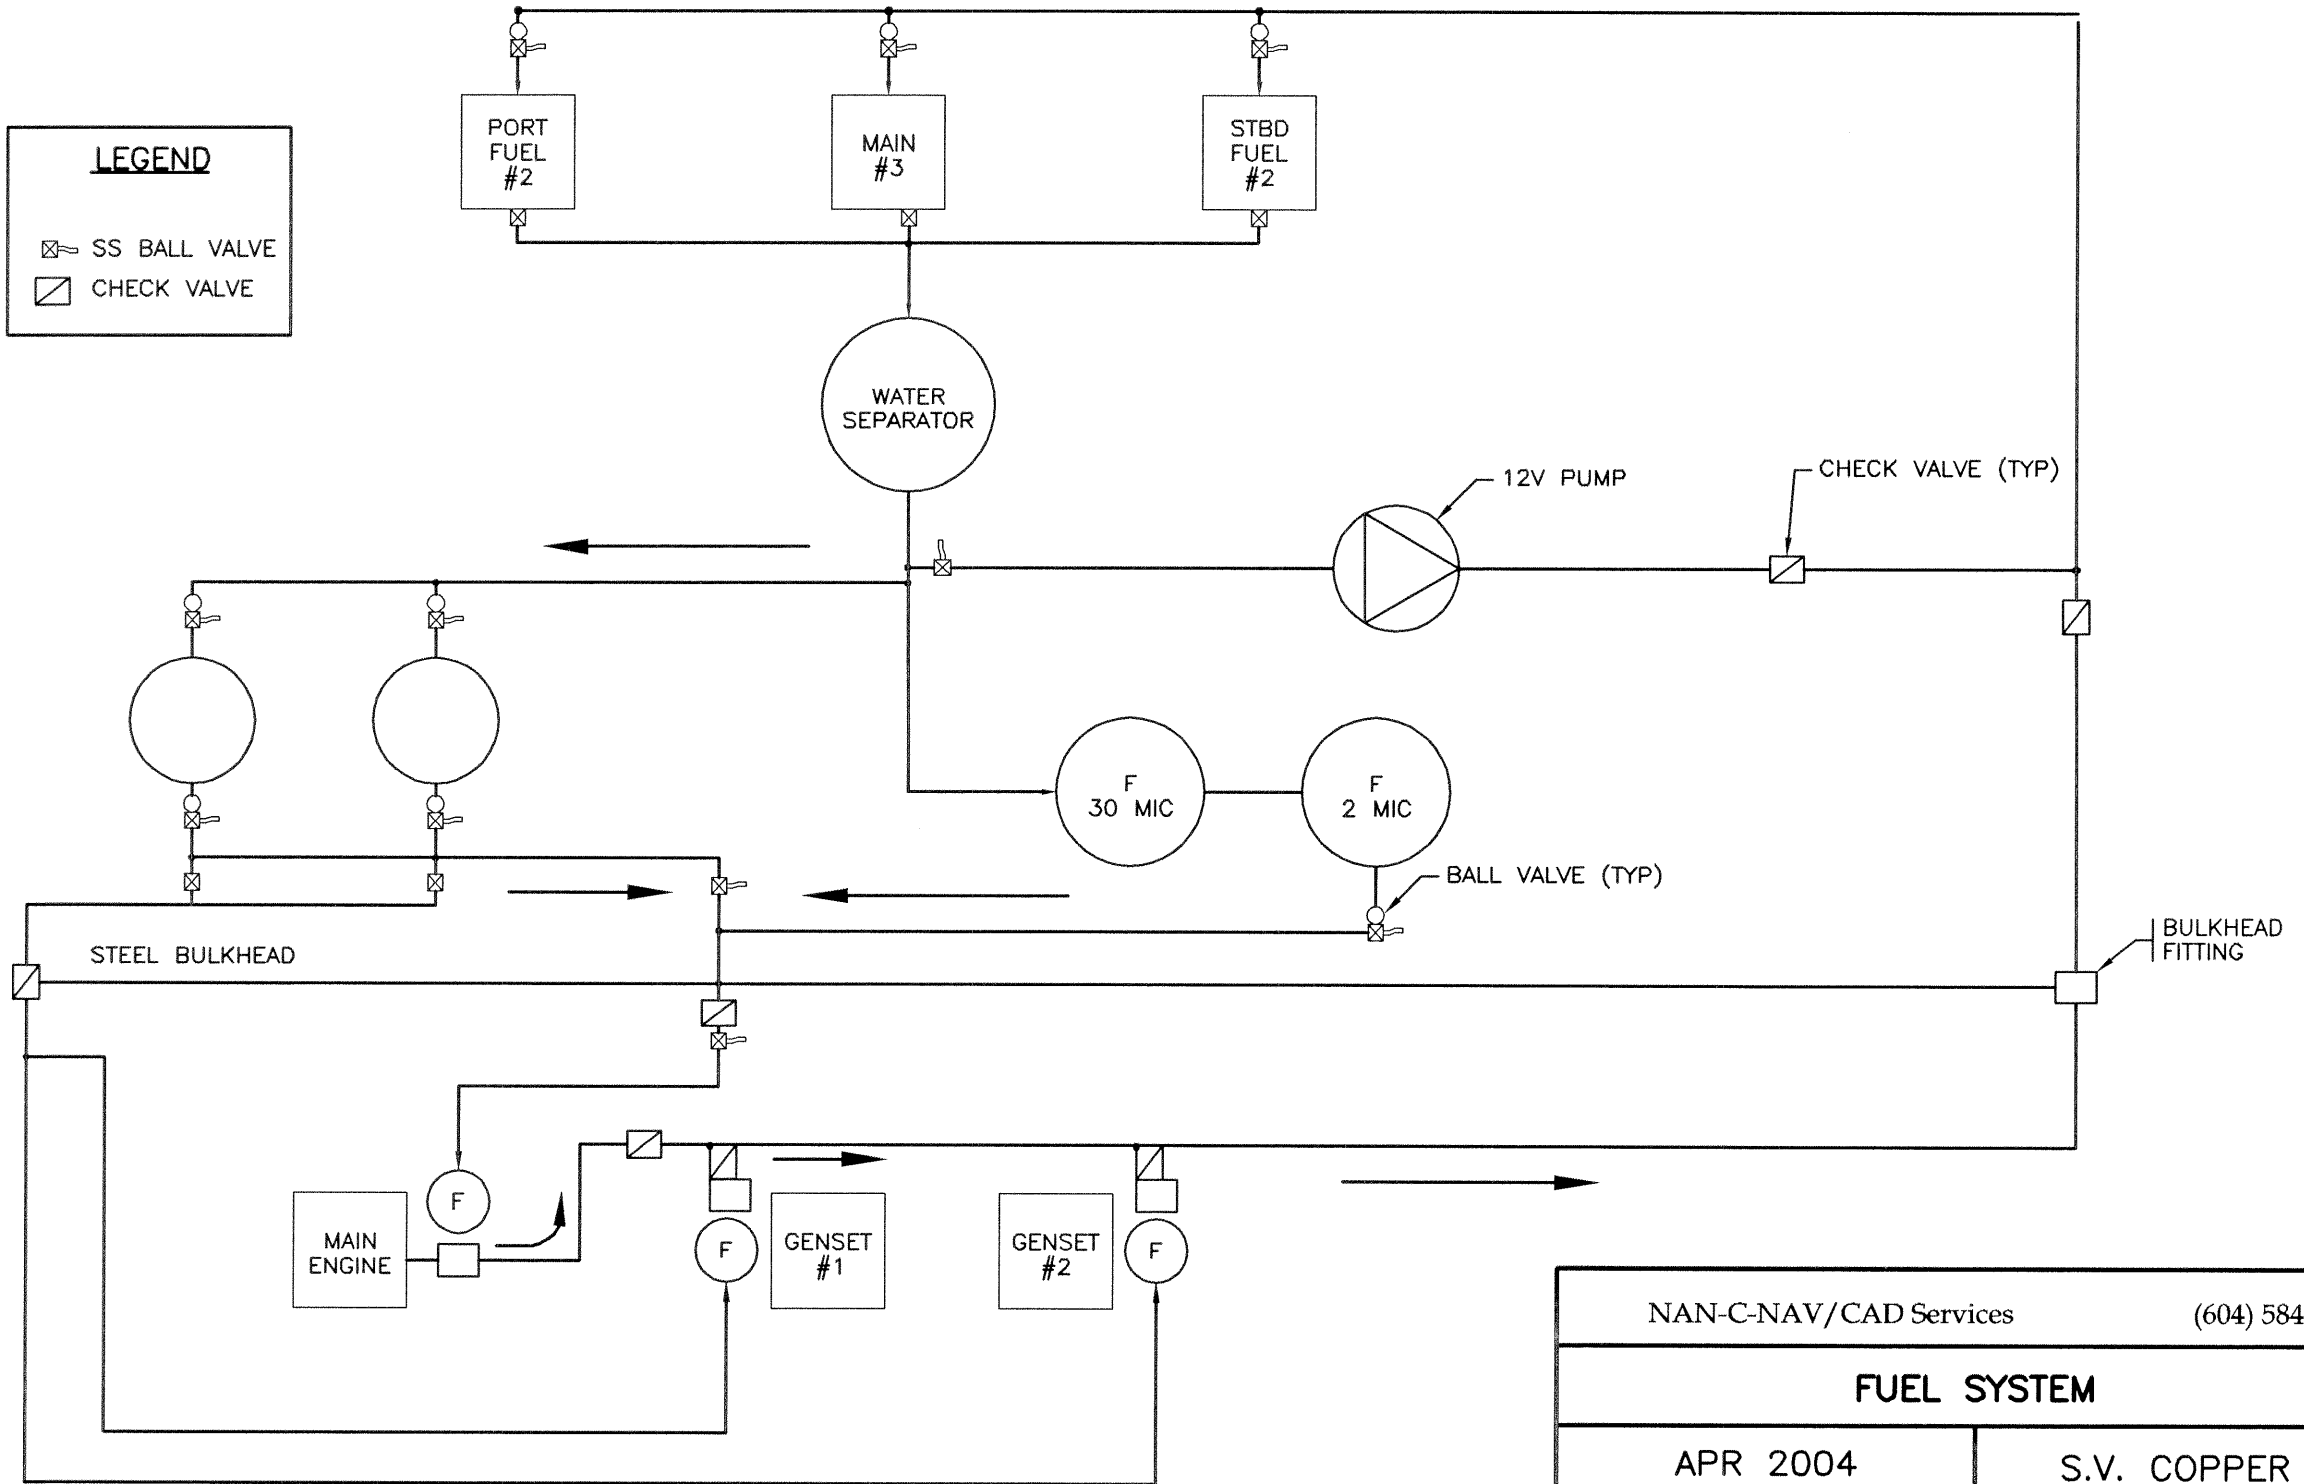 PORT
FUEL
#2
MAIN
#3
STBD
FUEL
#2
LEGEND
SS BALL VALVE
CHECK VALVE
WATER
SEPARATOR
12V PUMP
CHECK VALVE (TYP)
F
30 MIC
F
2 MIC
BALL VALVE (TYP)
STEEL BULKHEAD
BULKHEAD
FITTING
F
MAIN
ENGINE
F
GENSET
#1
GENSET
#2
F
NAN-C-NAV/CAD Services (604) 584
FUEL SYSTEM
APR 2004
S.V. COPPER